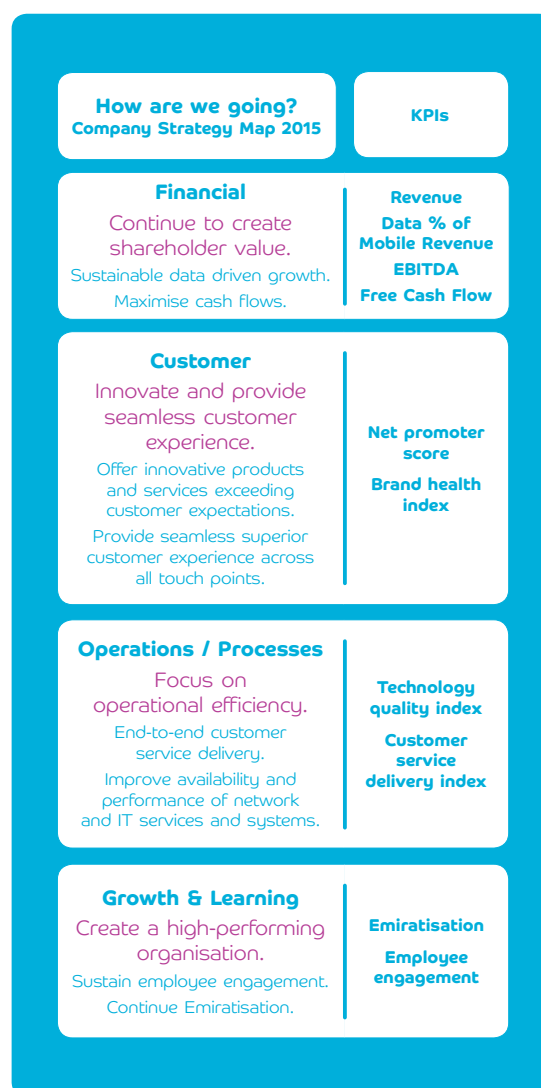 How are we going?
Company Strategy Map 2015
KPIs
Financial
Continue to create
shareholder value.
Sustainable data driven growth.
Maximise cash flows.
Revenue
Data % of
Mobile Revenue
EBITDA
Free Cash Flow
Customer
Innovate and provide
seamless customer
experience.
Offer innovative products
and services exceeding
customer expectations.
Provide seamless superior
customer experience across
all touch points.
Net promoter
score
Brand health
index
Operations / Processes
Focus on
operational efficiency.
End-to-end customer
service delivery.
Improve availability and
performance of network
and IT services and systems.
Technology
quality index
Customer
service
delivery index
Growth & Learning
Create a high-performing
organisation.
Sustain employee engagement.
Continue Emiratisation.
Emiratisation
Employee
engagement